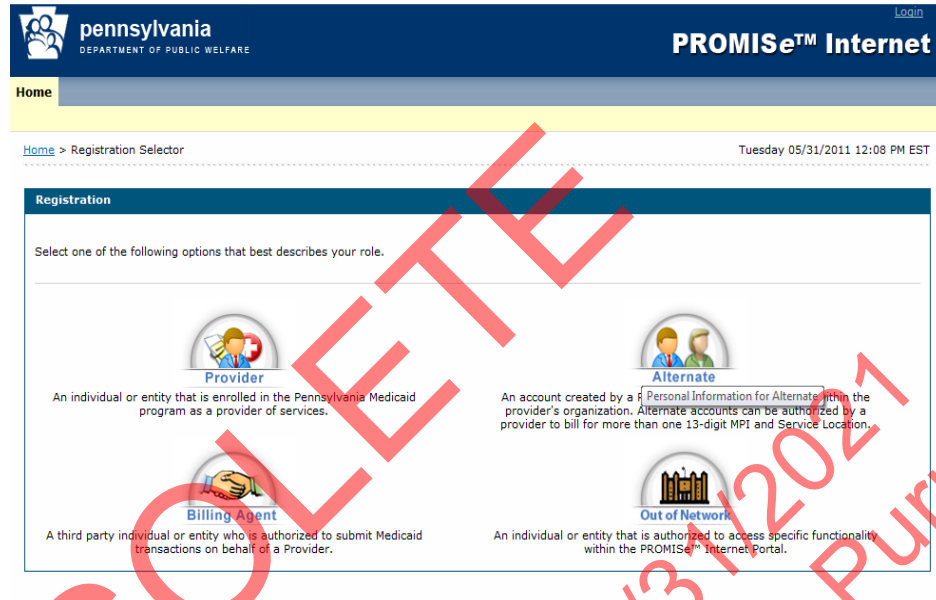 Login
pennsylvania
DEPARTMENT OF PUBLIC WELFARE
PROMISe™ Internet
Home
Home > Registration Selector
Tuesday 05/31/2011 12:08 PM EST
Registration
Select one of the following options that best describes your role.
Provider
An individual or entity that is enrolled in the Pennsylvania Medicaid
program as a provider of services.
Alternate
An account created by a Personal Information for Alternate within the
provider's organization. Alternate accounts can be authorized by a
provider to bill for more than one 13-digit MPI and Service Location.
Billing Agent
A third party individual or entity who is authorized to submit Medicaid
transactions on behalf of a Provider.
Out of Network
An individual or entity that is authorized to access specific functionality
within the PROMISe™ Internet Portal.
OLETE
/31/2021
Pur